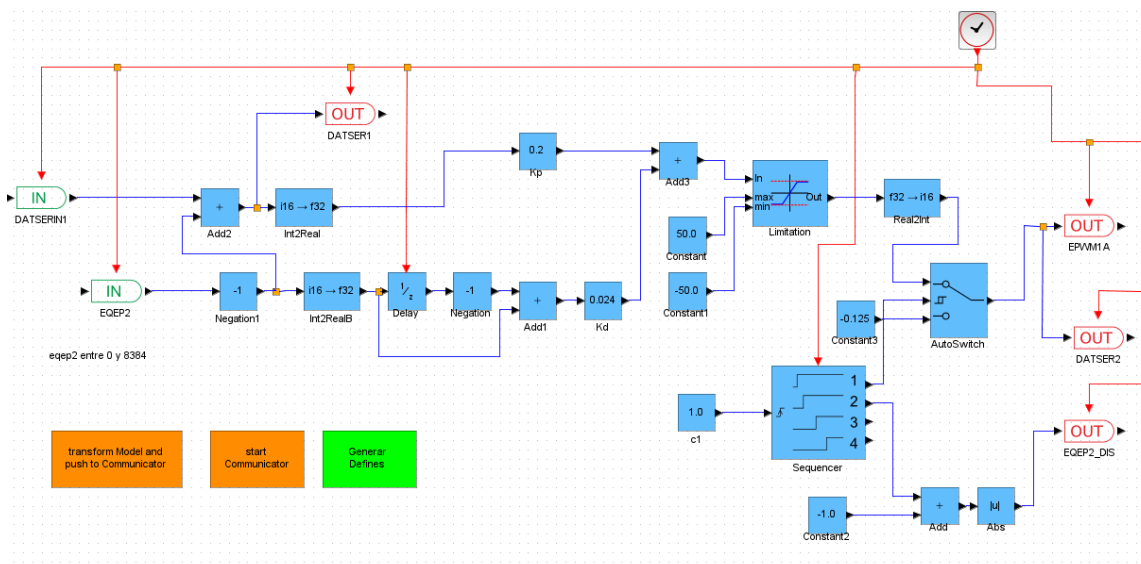 OUT
DATSER1
0.2
Kp
+
Add3
IN
DATSERIN1
+
Add2
i16 → f32
Int2Real
In
max
min
Out
Limitation
f32 → i16
Real2Int
OUT
EPWM1A
50.0
Constant
IN
EQEP2
-1
Negation1
i16 → f32
Int2RealB
1/z
Delay
-1
Negation
+
Add1
0.024
Kd
-50.0
Constant1
-0.125
Constant3
AutoSwitch
OUT
DATSER2
eqep2 entre 0 y 8384
1.0
c1
1
2
3
4
Sequencer
OUT
EQEP2_DIS
transform Model and
push to Communicator
start
Communicator
Generar
Defines
-1.0
Constant2
+
Add
|u|
Abs